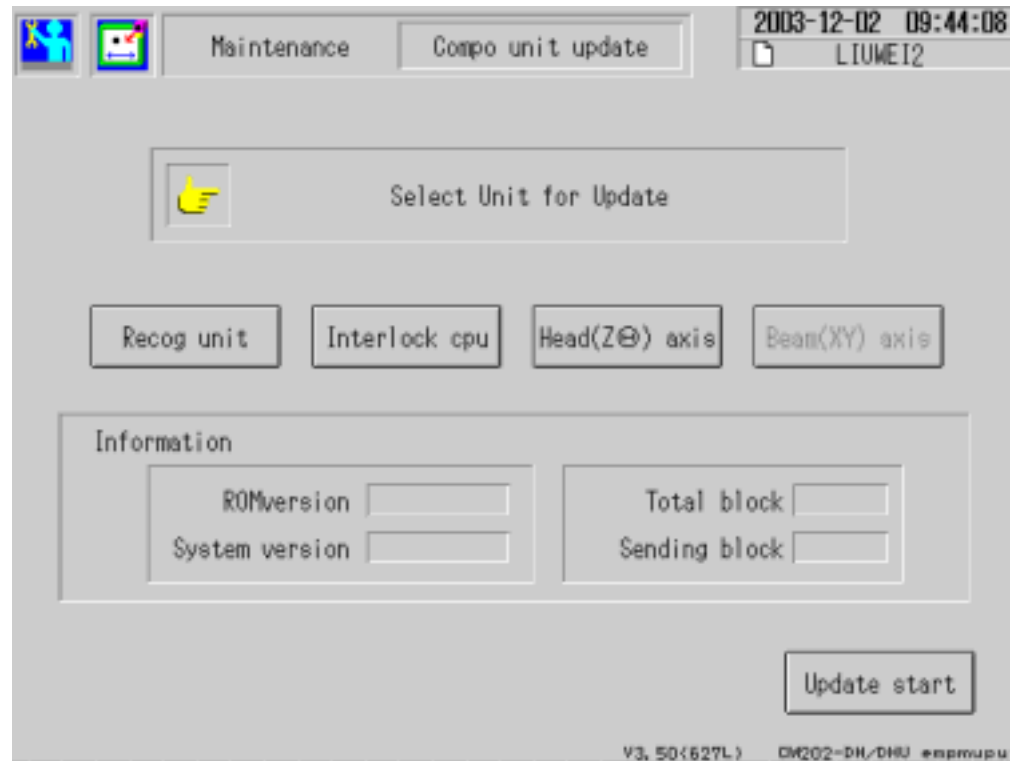 Maintenance Compo unit update 2003-12-02 09:44:08
LIUWEI2
Select Unit for Update
Recog unit Interlock cpu Head(ZΘ) axis Beam(XY) axis
Information
ROMversion Total block
System version Sending block
Update start
V3.50(627L) CM202-DH/DHU empmupu